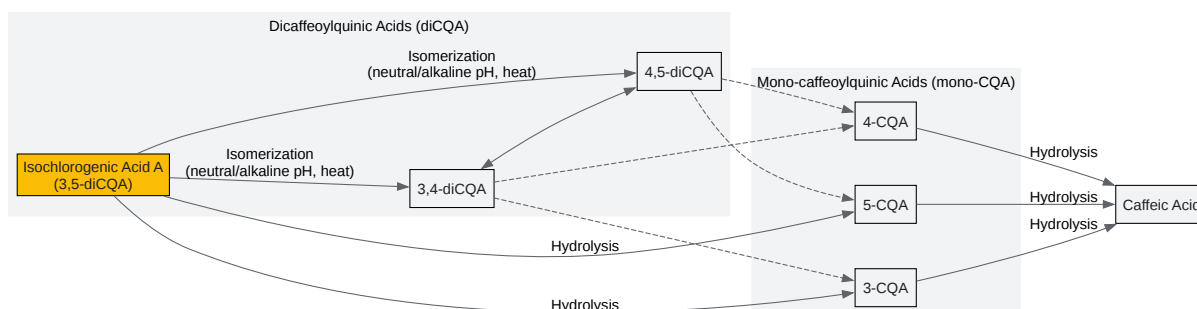 Dicaffeoylquinic Acids (diCQA)
Isomerization
(neutral/alkaline pH, heat)
4,5-diCQA
Mono-caffeoylquinic Acids (mono-CQA)
4-CQA
Isochlorogenic Acid A
(3,5-diCQA)
Isomerization
(neutral/alkaline pH, heat)
3,4-diCQA
Hydrolysis
5-CQA
Hydrolysis
Caffeic Acid
Hydrolysis
Hydrolysis
3-CQA
Hydrolysis